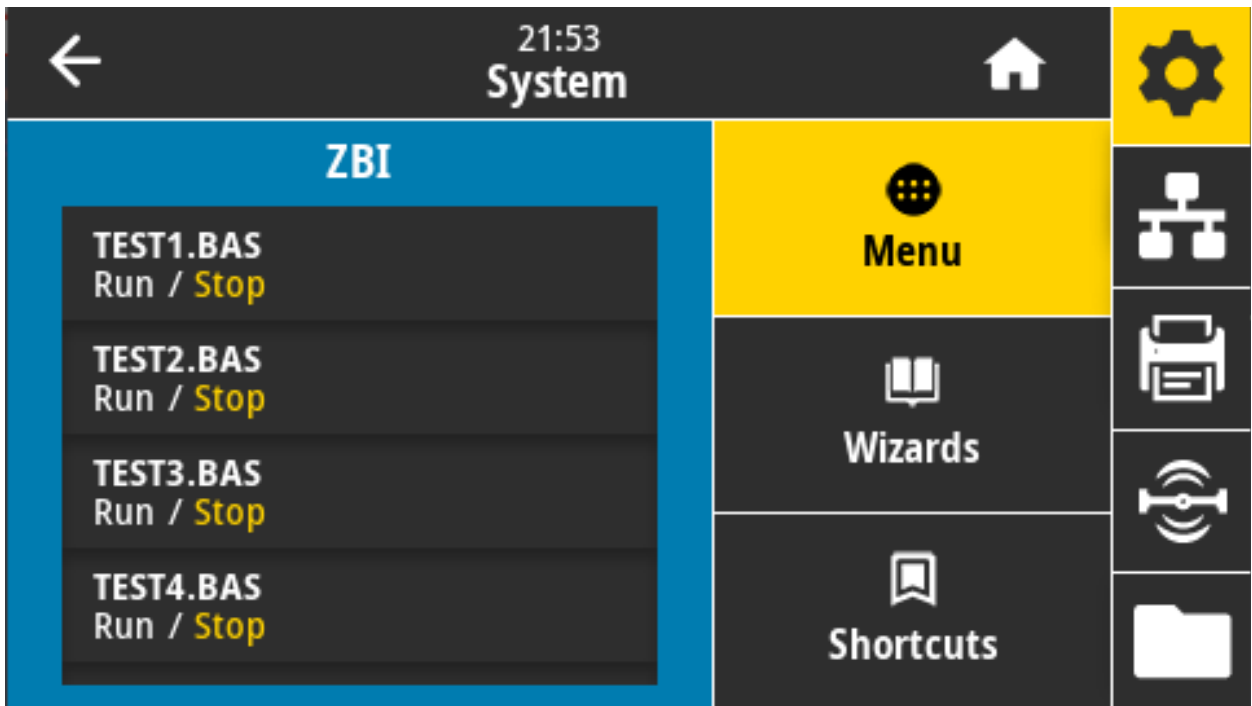 21:53
System
ZBI
TEST1.BAS
Run / Stop
TEST2.BAS
Run / Stop
TEST3.BAS
Run / Stop
TEST4.BAS
Run / Stop
Menu
Wizards
Shortcuts